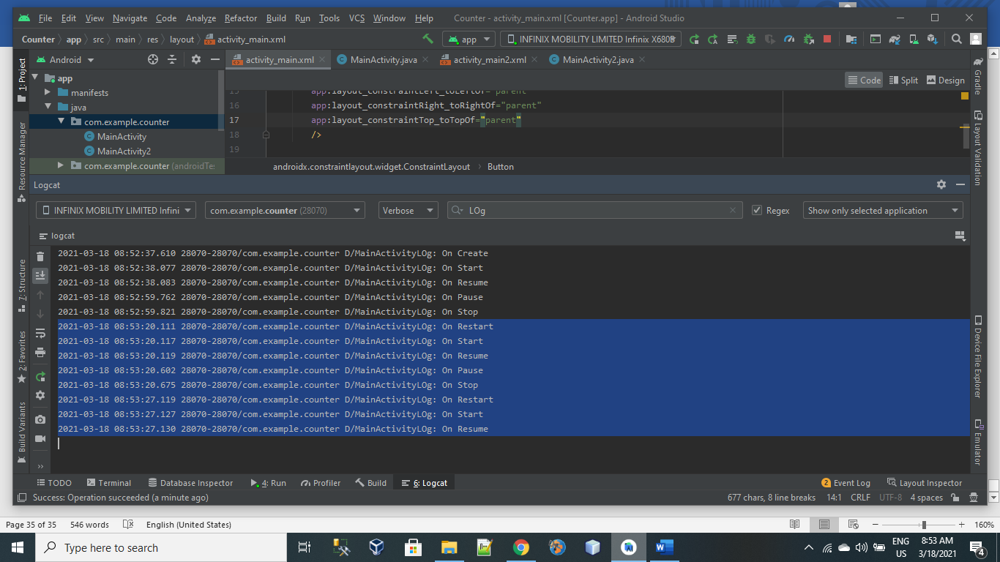 File Edit View Navigate Code Analyze Refactor Build Run Tools VCS Window Help Counter - activity_main.xml [Counter.app] - Android Studio
Counter app src main res layout activity_main.xml app INFINIX MOBILITY LIMITED Infinix X680B
Android activity_main.xml MainActivity.java activity_main2.xml MainActivity2.java
1: Project
Resource Manager
7: Structure
2: Favorites
Build Variants
app
manifests
java
com.example.counter
MainActivity
MainActivity2
com.example.counter (androidTes
Code Split Design
15 app:layout_constraintLeft_toLeftOf="parent"
16 app:layout_constraintRight_toRightOf="parent"
17 app:layout_constraintTop_toTopOf="parent"
18 />
19
androidx.constraintlayout.widget.ConstraintLayout Button
Gradle
Layout Validation
Device File Explorer
Emulator
Logcat
INFINIX MOBILITY LIMITED Infini com.example.counter (28070) Verbose LOg Regex Show only selected application
logcat
2021-03-18 08:52:37.610 28070-28070/com.example.counter D/MainActivityLOg: On Create
2021-03-18 08:52:38.077 28070-28070/com.example.counter D/MainActivityLOg: On Start
2021-03-18 08:52:38.083 28070-28070/com.example.counter D/MainActivityLOg: On Resume
2021-03-18 08:52:59.762 28070-28070/com.example.counter D/MainActivityLOg: On Pause
2021-03-18 08:52:59.821 28070-28070/com.example.counter D/MainActivityLOg: On Stop
2021-03-18 08:53:20.111 28070-28070/com.example.counter D/MainActivityLOg: On Restart
2021-03-18 08:53:20.117 28070-28070/com.example.counter D/MainActivityLOg: On Start
2021-03-18 08:53:20.119 28070-28070/com.example.counter D/MainActivityLOg: On Resume
2021-03-18 08:53:20.602 28070-28070/com.example.counter D/MainActivityLOg: On Pause
2021-03-18 08:53:20.675 28070-28070/com.example.counter D/MainActivityLOg: On Stop
2021-03-18 08:53:27.119 28070-28070/com.example.counter D/MainActivityLOg: On Restart
2021-03-18 08:53:27.127 28070-28070/com.example.counter D/MainActivityLOg: On Start
2021-03-18 08:53:27.130 28070-28070/com.example.counter D/MainActivityLOg: On Resume
TODO Terminal Database Inspector 4: Run Profiler Build 6: Logcat 2 Event Log Layout Inspector
Success: Operation succeeded (a minute ago) 677 chars, 8 line breaks 14:1 CRLF UTF-8 4 spaces
Page 35 of 35 546 words English (United States) 160%
Type here to search ENG 8:53 AM
US 3/18/2021 4